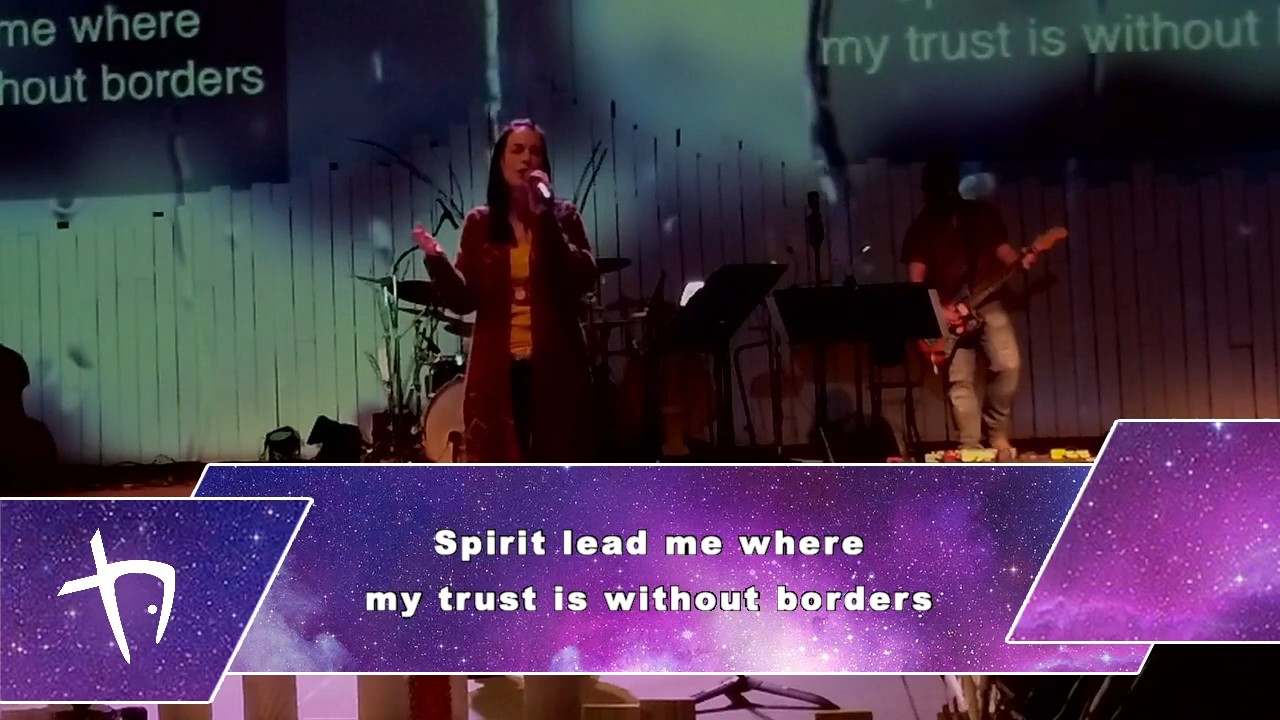 me where
hout borders
my trust is without
Spirit lead me where
my trust is without borders